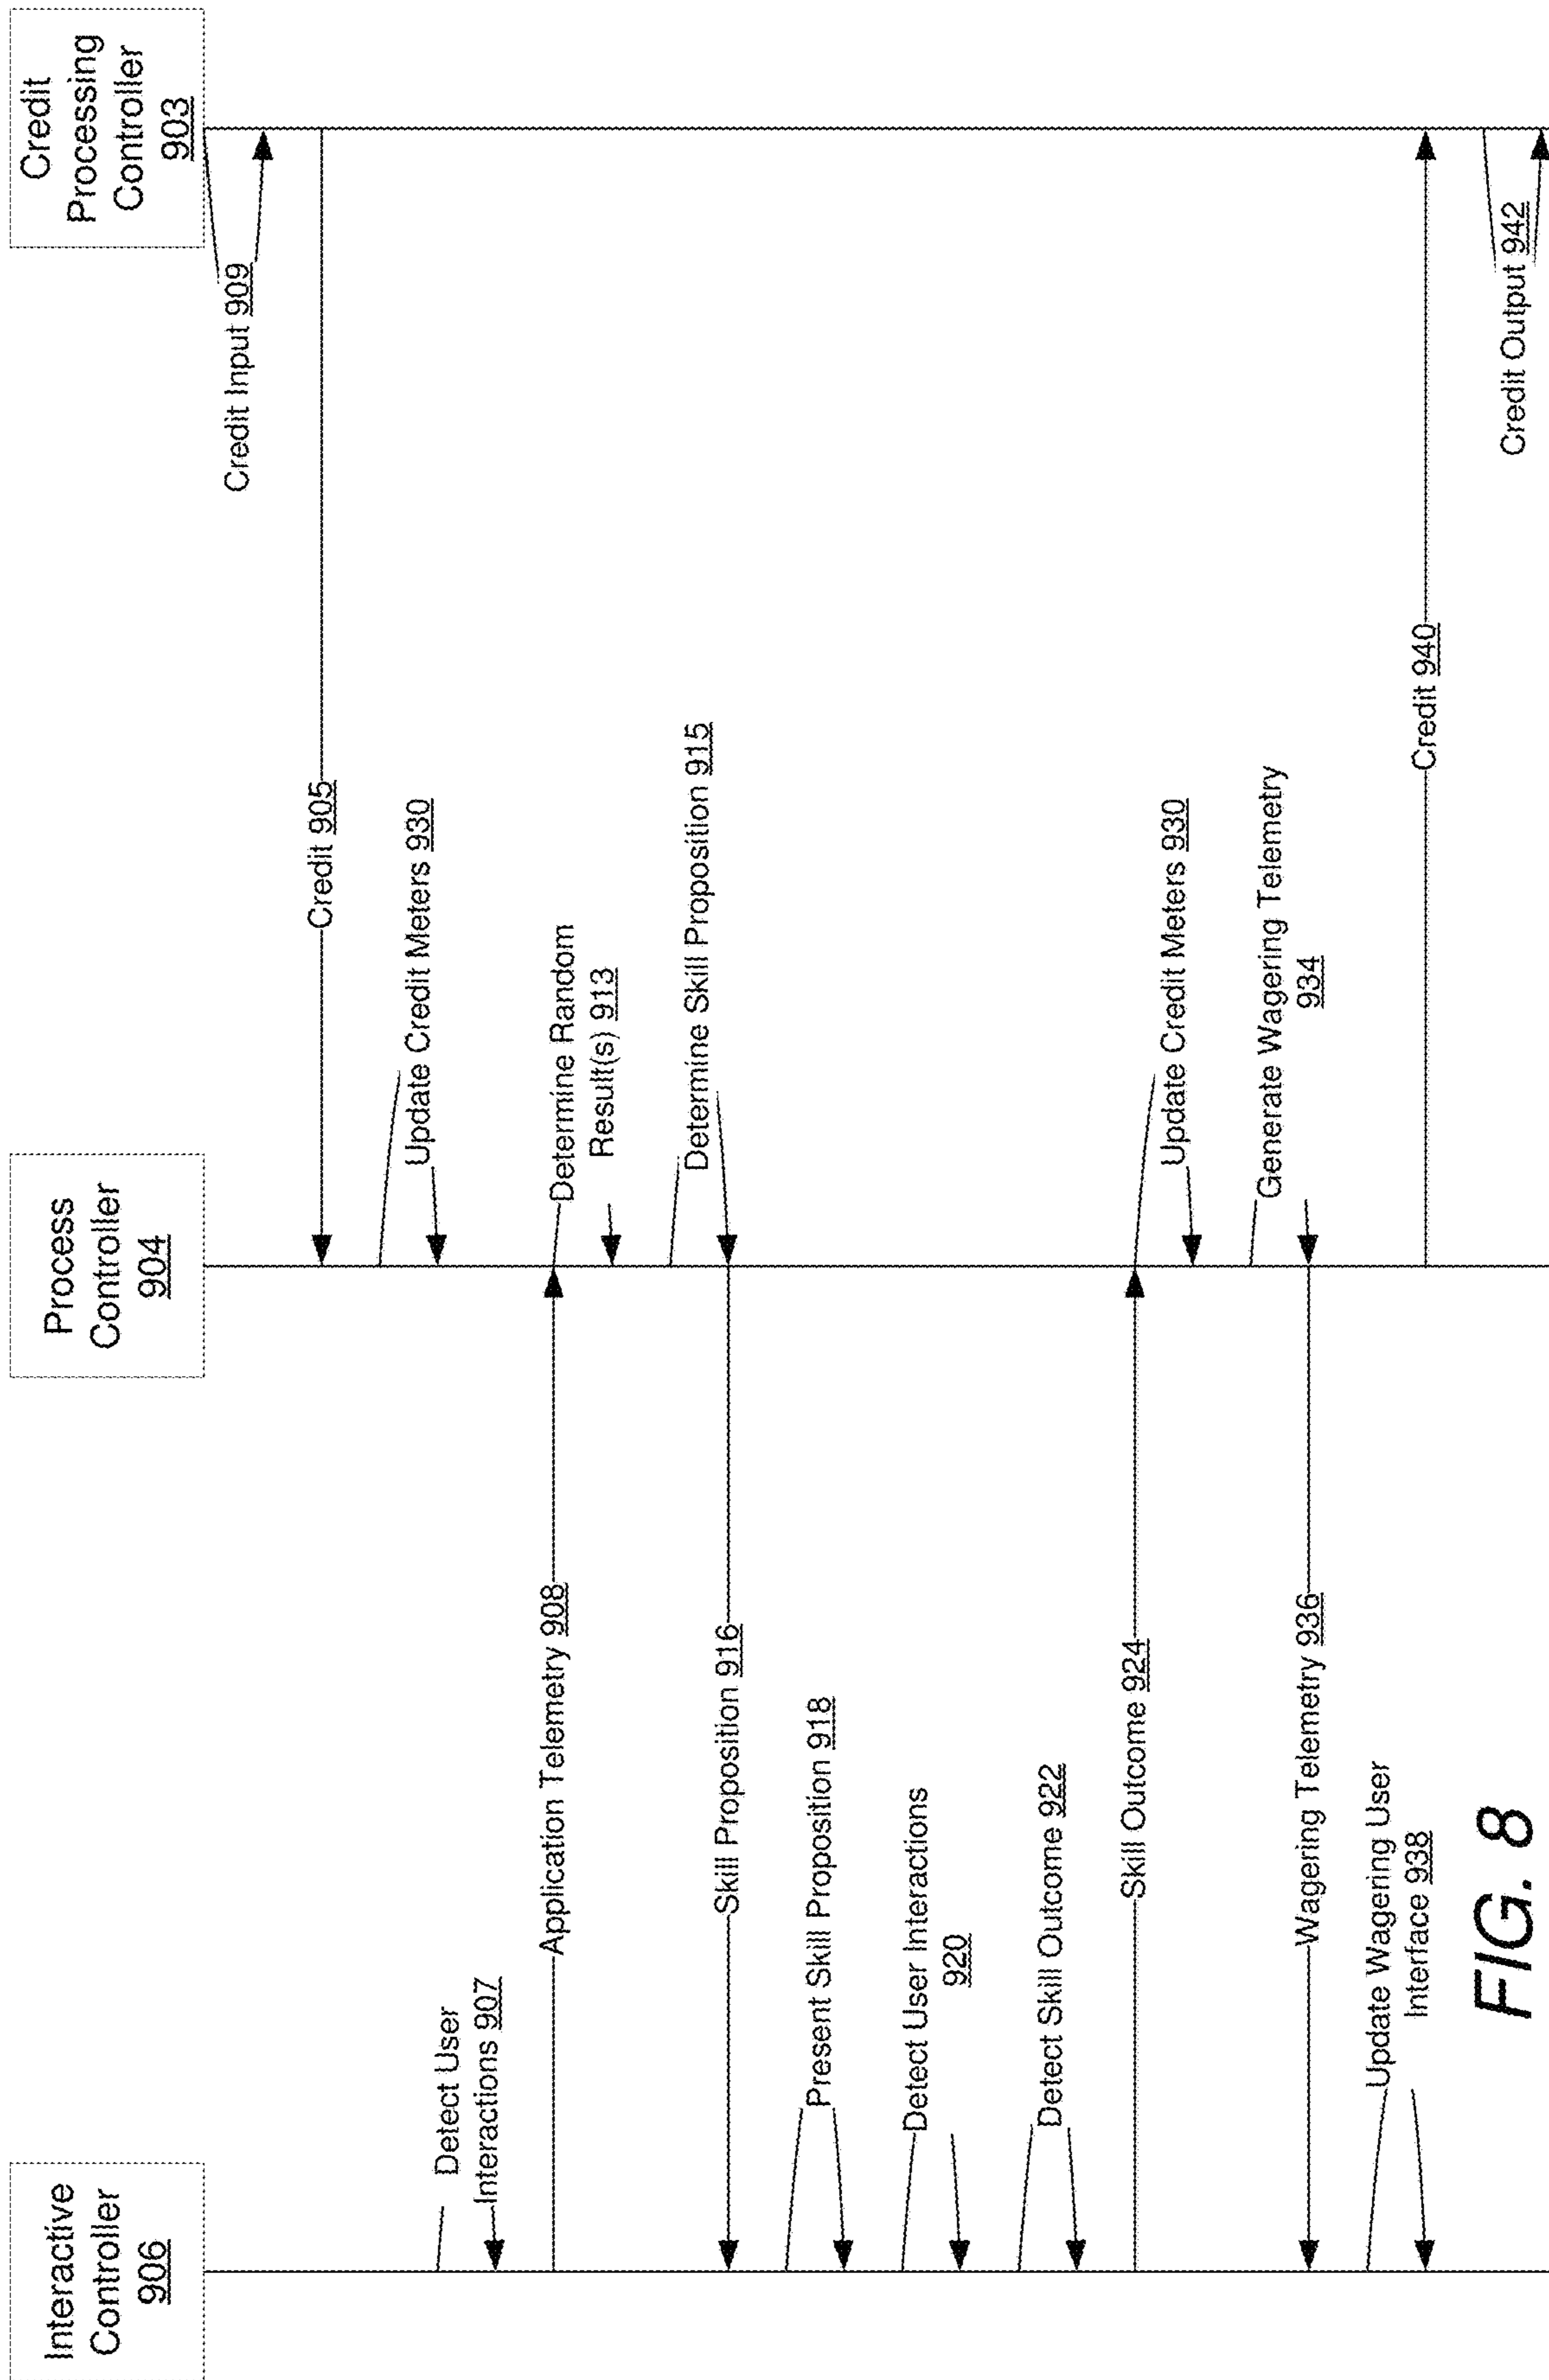 Interactive
Controller
906
Process
Controller
904
Credit
Processing
Controller
903
Credit Input 909
Credit 905
Update Credit Meters 930
Detect User
Interactions 907
Application Telemetry 908
Determine Random
Result(s) 913
Determine Skill Proposition 915
Skill Proposition 916
Present Skill Proposition 918
Detect User Interactions
920
Detect Skill Outcome 922
Skill Outcome 924
Update Credit Meters 930
Generate Wagering Telemetry
934
Wagering Telemetry 936
Update Wagering User
Interface 938
Credit 940
Credit Output 942
FIG. 8